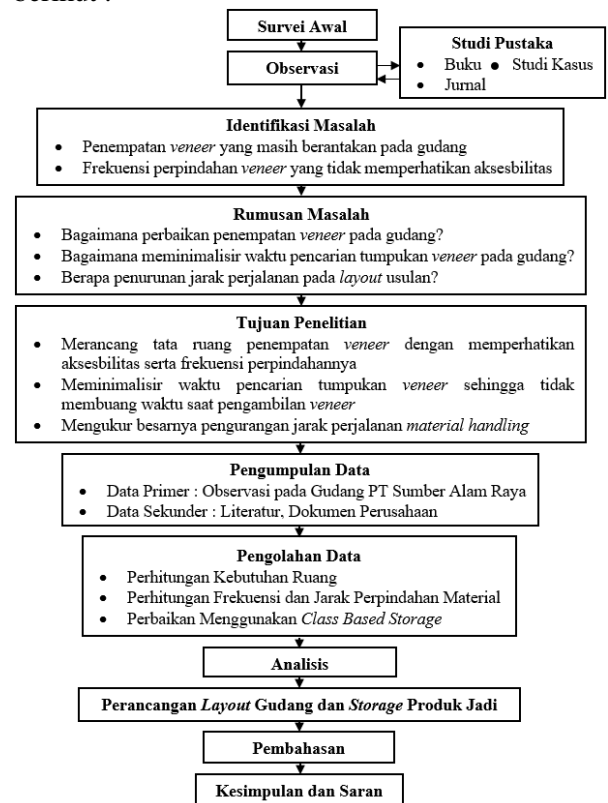 berikut :
Survei Awal
Observasi
Studi Pustaka
• Buku ● Studi Kasus
• Jurnal
Identifikasi Masalah
• Penempatan veneer yang masih berantakan pada gudang
• Frekuensi perpindahan veneer yang tidak memperhatikan aksesbilitas
Rumusan Masalah
• Bagaimana perbaikan penempatan veneer pada gudang?
• Bagaimana meminimalisir waktu pencarian tumpukan veneer pada gudang?
• Berapa penurunan jarak perjalanan pada layout usulan?
Tujuan Penelitian
• Merancang tata ruang penempatan veneer dengan memperhatikan
aksesbilitas serta frekuensi perpindahannya
• Meminimalisir waktu pencarian tumpukan veneer sehingga tidak
membuang waktu saat pengambilan veneer
• Mengukur besarnya pengurangan jarak perjalanan material handling
Pengumpulan Data
• Data Primer : Observasi pada Gudang PT Sumber Alam Raya
• Data Sekunder : Literatur, Dokumen Perusahaan
Pengolahan Data
• Perhitungan Kebutuhan Ruang
• Perhitungan Frekuensi dan Jarak Perpindahan Material
• Perbaikan Menggunakan Class Based Storage
Analisis
Perancangan Layout Gudang dan Storage Produk Jadi
Pembahasan
Kesimpulan dan Saran